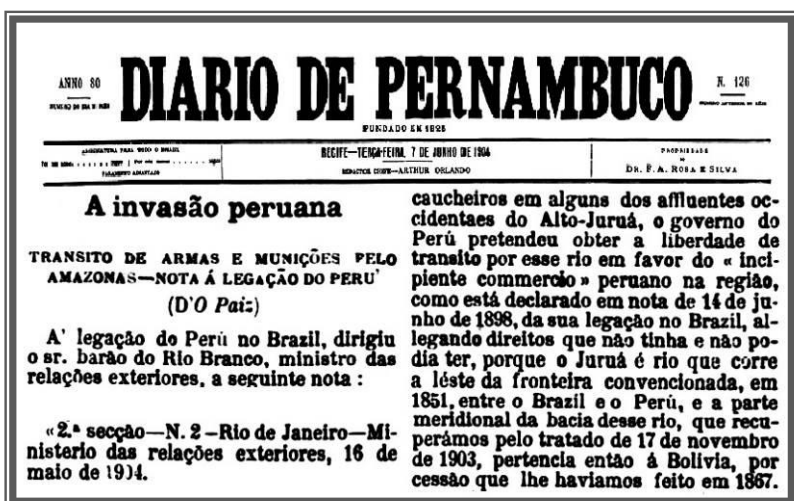 ANNO 80
DIARIO DE PERNAMBUCO
N. 126
FUNDADO EM 1825
ASSIGNATURA PARA TODO O BRAZIL
PAGAMENTO ADIANTADO
RECIFE—TERÇA-FEIRA, 7 DE JUNHO DE 1904
REDACTOR CHEFE—ARTHUR ORLANDO
PROPRIEDADE
DE
DR. F. A. ROSA E SILVA
A invasão peruana
TRANSITO DE ARMAS E MUNIÇÕES PELO
AMAZONAS—NOTA Á LEGAÇÃO DO PERU'
(D'O Paiz)
A' legação do Perú no Brazil, dirigiu
o sr. barão do Rio Branco, ministro das
relações exteriores, a seguinte nota :
«2.ª secção—N. 2—Rio de Janeiro—Mi-
nisterio das relações exteriores, 16 de
maio de 1904.
caucheiros em alguns dos affluentes oc-
cidentaes do Alto-Juruá, o governo do
Perú pretendeu obter a liberdade de
transito por esse rio em favor do « inci-
piente commercio» peruano na região,
como está declarado em nota de 14 de ju-
nho de 1898, da sua legação no Brazil, al-
legando direitos que não tinha e não po-
dia ter, porque o Juruá é rio que corre
a léste da fronteira convencionada, em
1851, entre o Brazil e o Perú, e a parte
meridional da bacia desse rio, que recu-
perámos pelo tratado de 17 de novembro
de 1903, pertencia então á Bolivia, por
cessão que lhe haviamos feito em 1867.